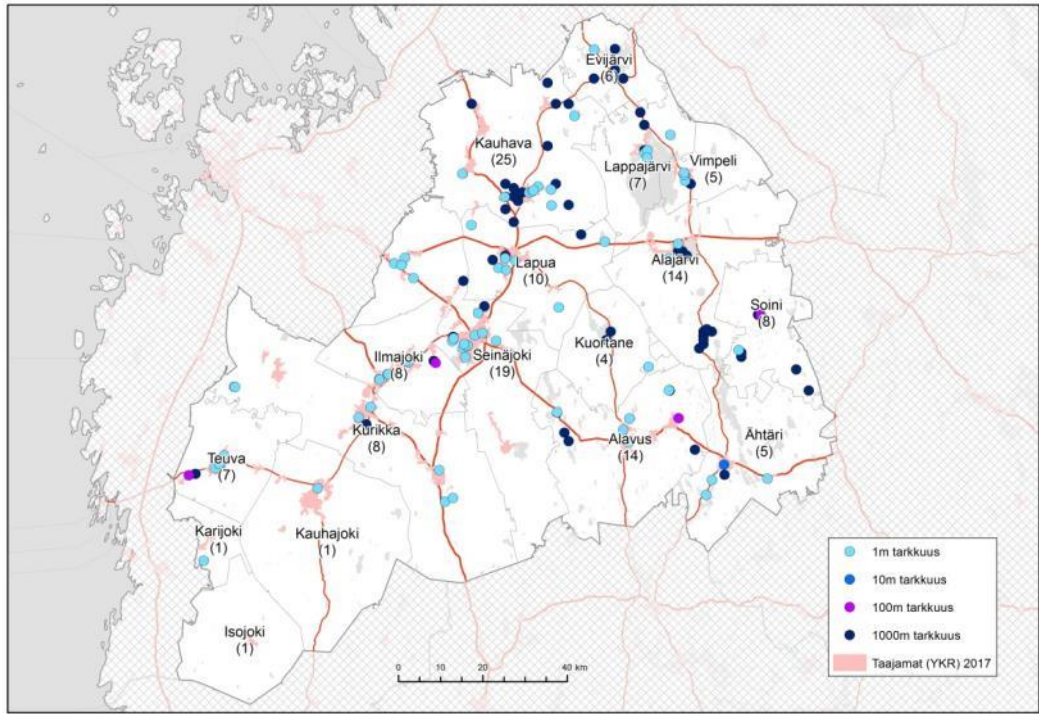 Evijärvi
(6)
Kauhava
(25)
Lappajärvi
(7)
Vimpeli
(5)
Lapua
(10)
Alajärvi
(14)
Soini
(8)
Kuortane
(4)
Ilmajoki
(8)
Seinäjoki
(19)
Kurikka
(8)
Alavus
(14)
Ähtäri
(5)
Teuva
(7)
Karijoki
(1)
Kauhajoki
(1)
Isojoki
(1)
0 10 20 40 km
1m tarkkuus
10m tarkkuus
100m tarkkuus
1000m tarkkuus
Taajamat (YKR) 2017